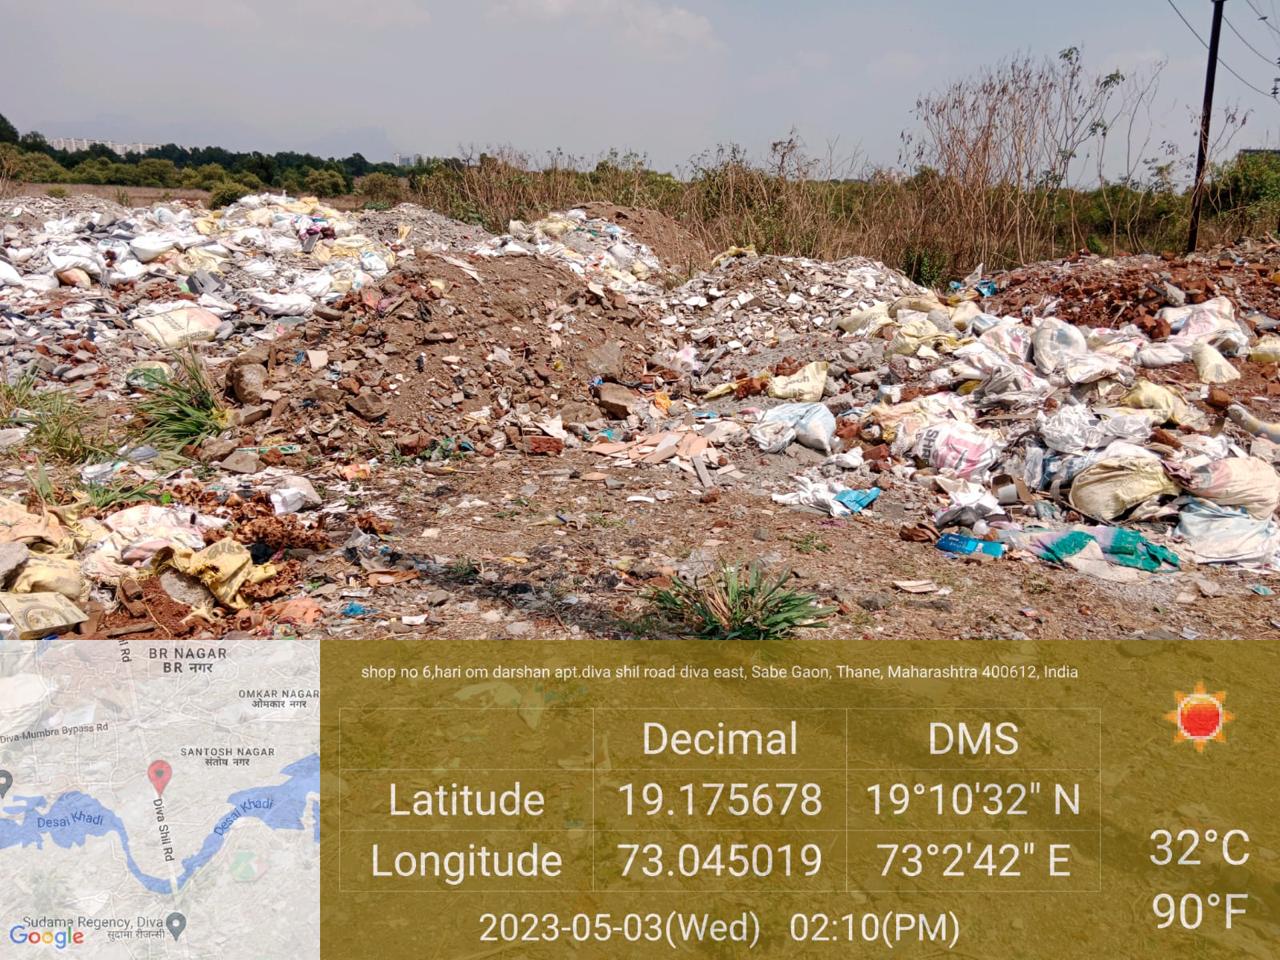 BR NAGAR
BR नगर
Rd
OMKAR NAGAR
ओमकार नगर
Diva-Mumbra Bypass Rd
SANTOSH NAGAR
संतोष नगर
Desai Khadi
Diva Shil Rd
Desai Khadi
Sudama Regency, Diva
सुदामा रीजन्सी
Google
shop no 6,hari om darshan apt.diva shil road diva east, Sabe Gaon, Thane, Maharashtra 400612, India
Decimal DMS
Latitude 19.175678 19°10'32" N
Longitude 73.045019 73°2'42" E
2023-05-03(Wed) 02:10(PM)
32°C
90°F